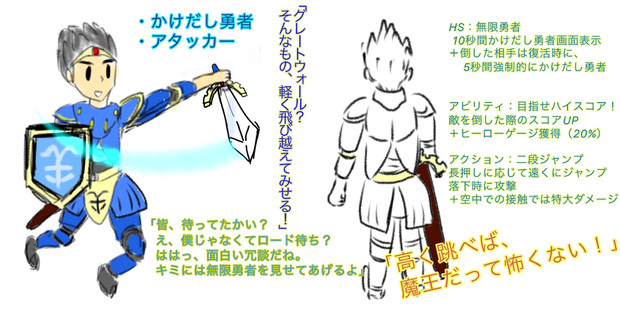 ・かけだし勇者
・アタッカー
「グレートウォール?
そんなもの、軽く飛び越えてみせる!」
「皆、待ってたかい?
え、僕じゃなくてロード待ち?
ははっ、面白い冗談だね。
キミには無限勇者を見せてあげるよ」
HS:無限勇者
10秒間かけだし勇者画面表示
+倒した相手は復活時に、
5秒間強制的にかけだし勇者
アビリティ:目指せハイスコア!
敵を倒した際のスコアUP
+ヒーローゲージ獲得(20%)
アクション:二段ジャンプ
長押しに応じて遠くにジャンプ
落下時に攻撃
+空中での接触では特大ダメージ
「高く跳べば、
魔王だって怖くない!」